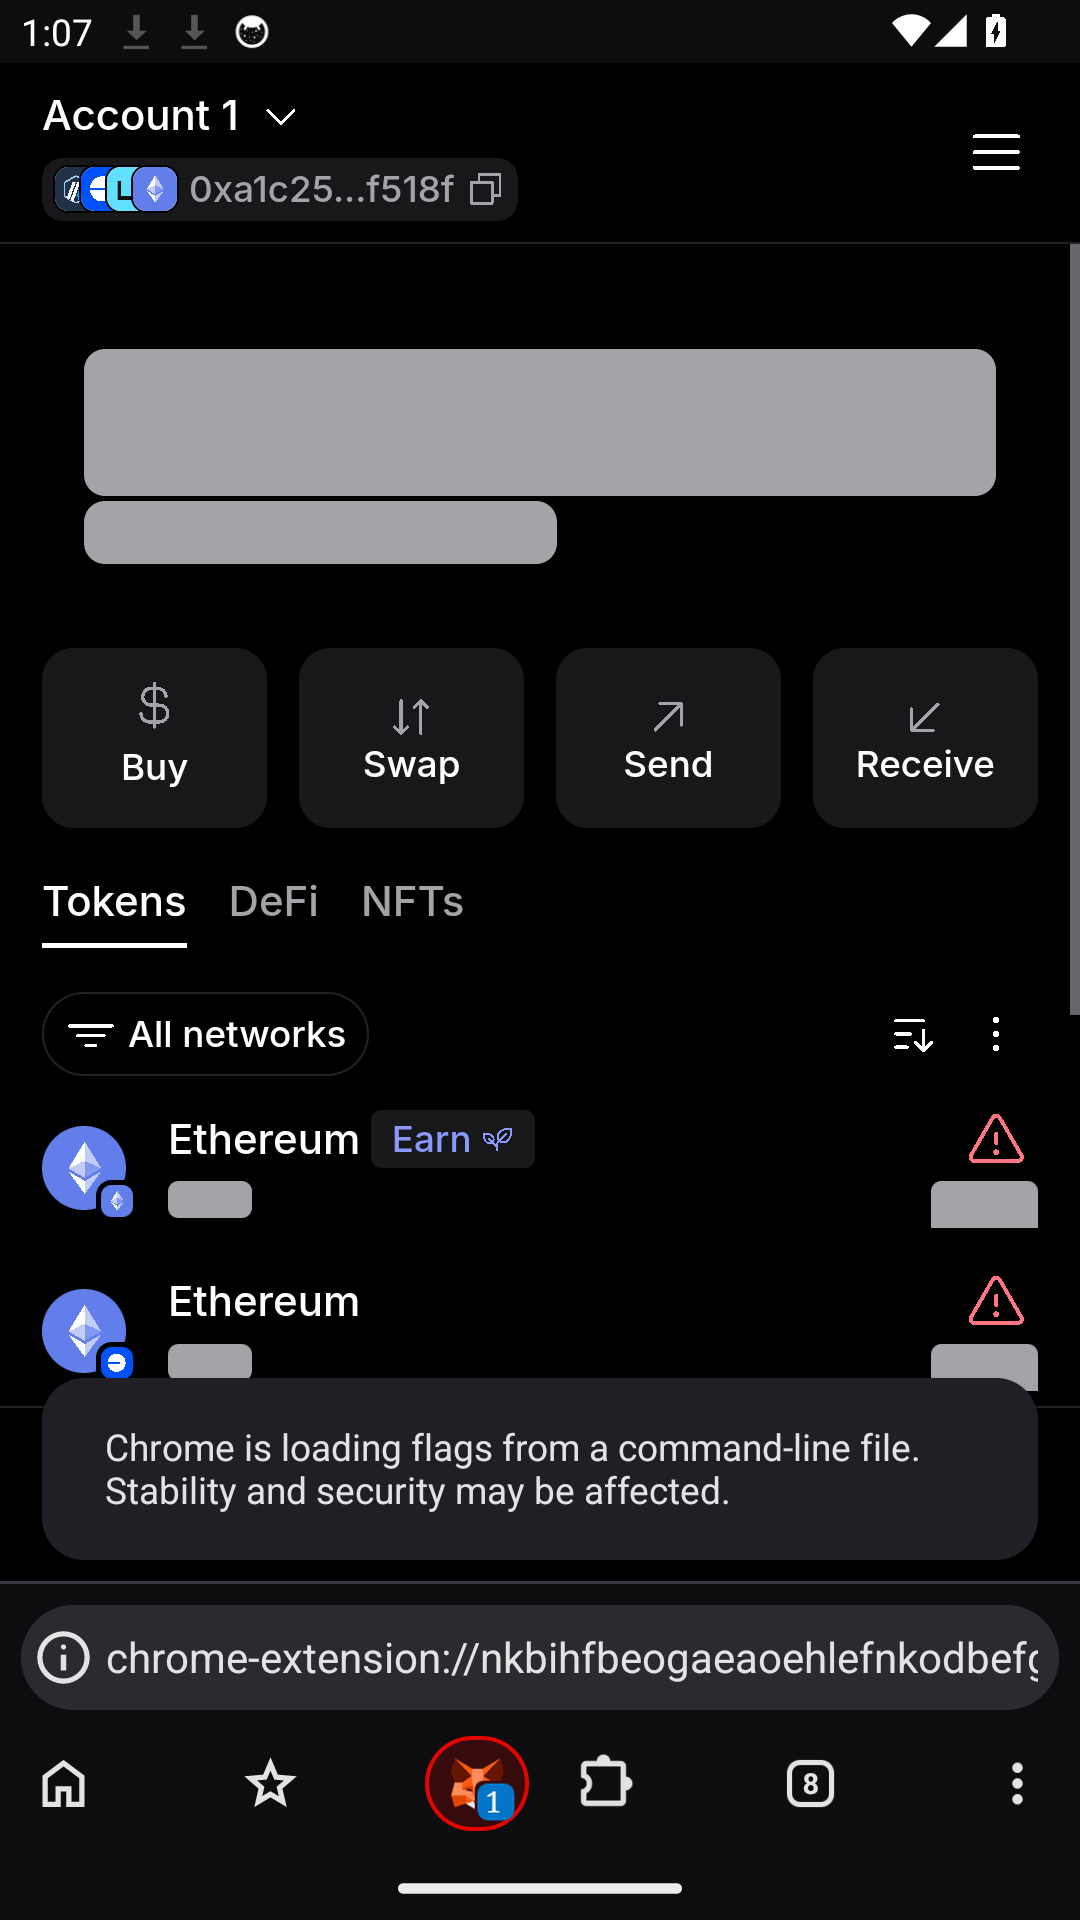 1:07
Account 1
L 0xa1c25...f518f
Buy
Swap
Send
Receive
Tokens
DeFi
NFTs
All networks
Ethereum
Earn
Ethereum
Chrome is loading flags from a command-line file.
Stability and security may be affected.
chrome-extension://nkbihfbeogaeaoehlefnkodbefg
1
8